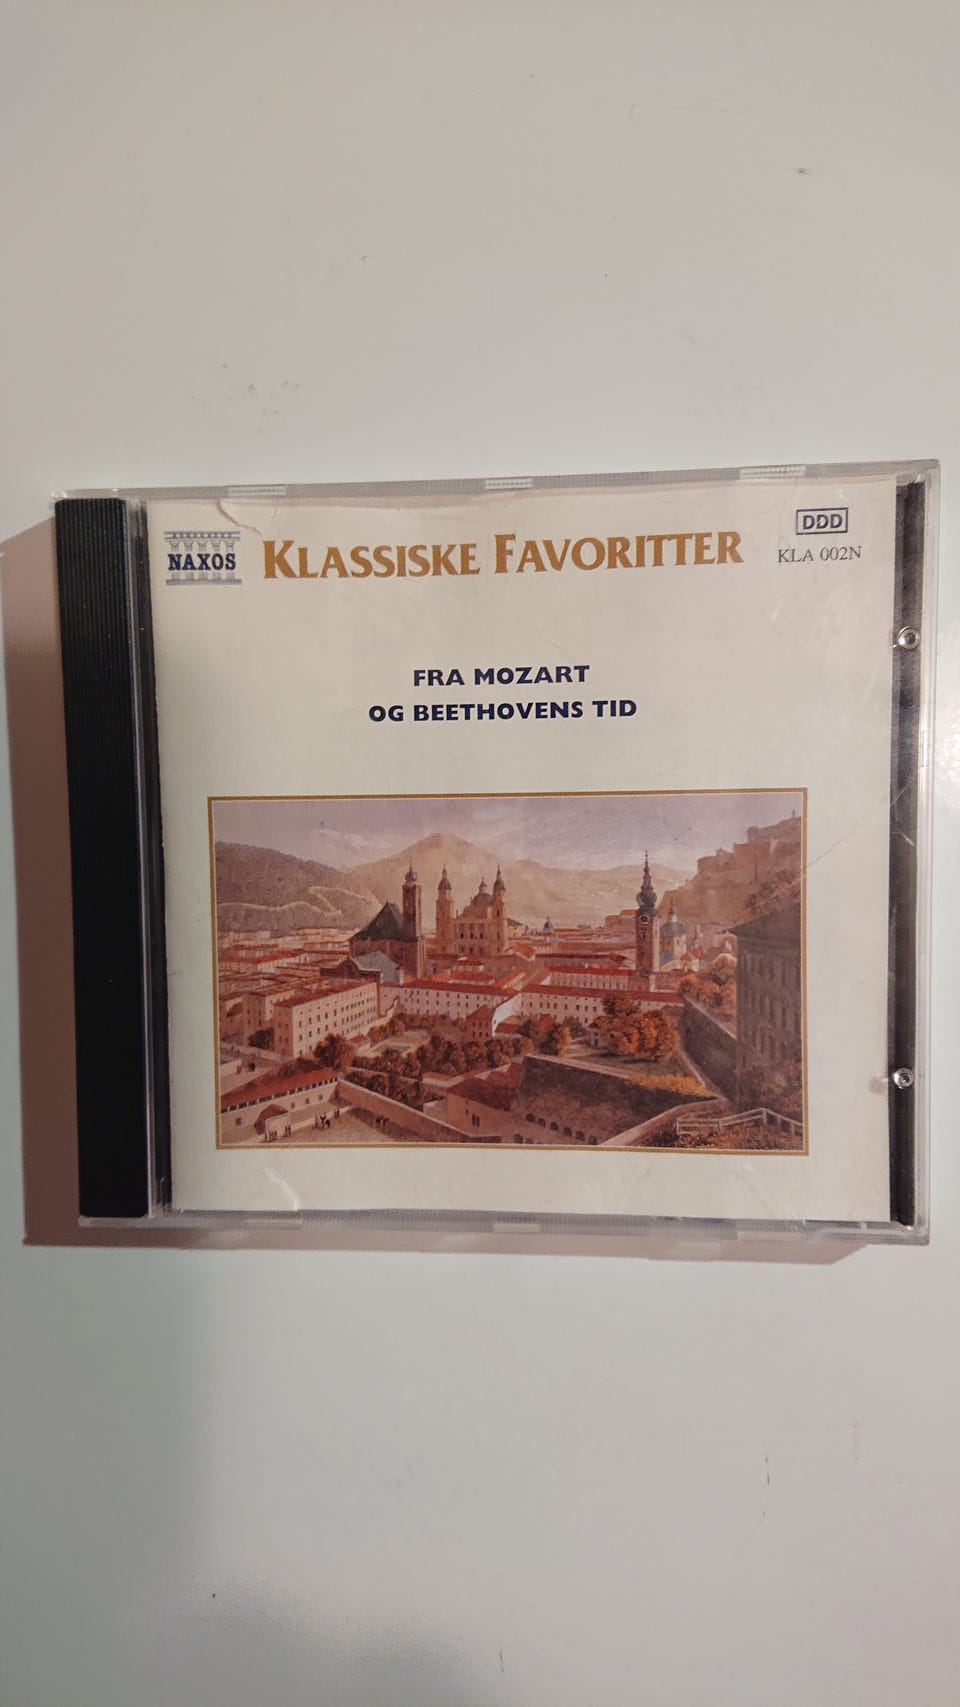 NAXOS
KLASSISKE FAVORITTER
DDD
KLA 002N
FRA MOZART
OG BEETHOVENS TID